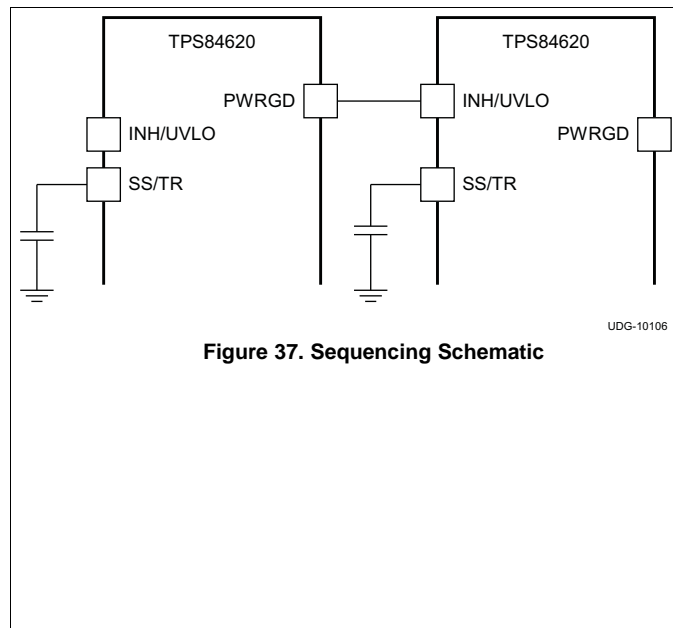 TPS84620
TPS84620
PWRGD
INH/UVLO
INH/UVLO
PWRGD
SS/TR
SS/TR
UDG-10106
Figure 37. Sequencing Schematic